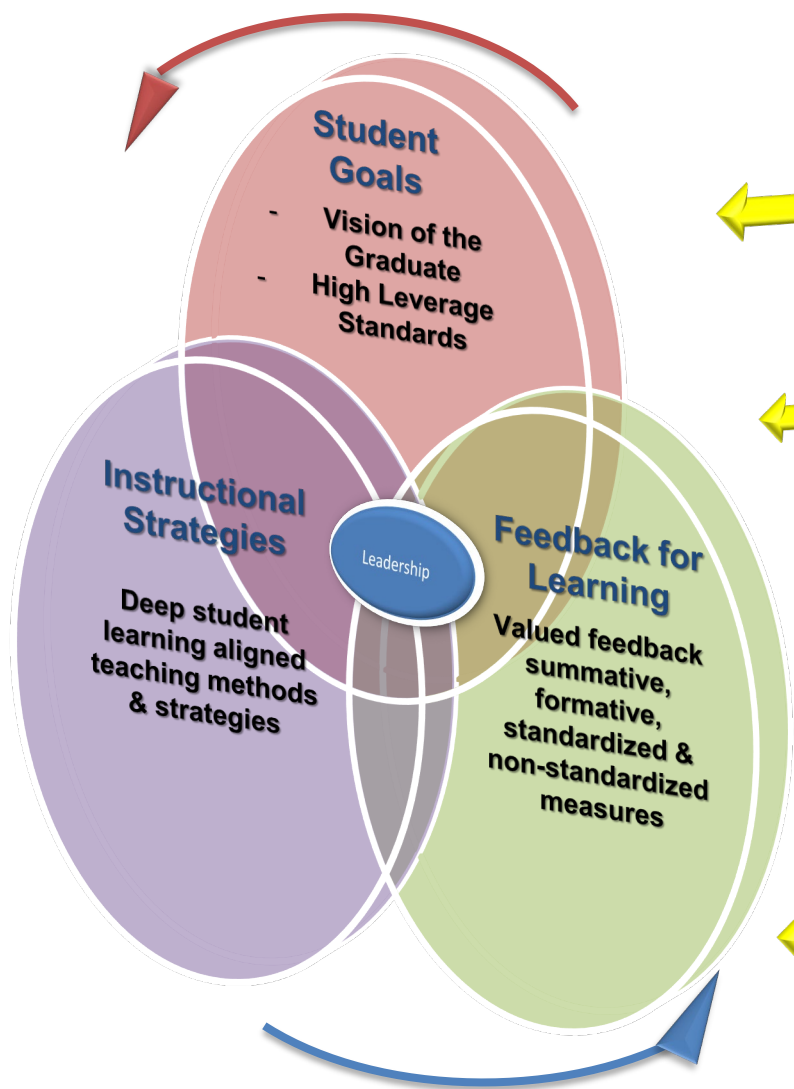 Student
Goals
- Vision of the
Graduate
- High Leverage
Standards
Instructional
Strategies
Deep student
learning aligned
teaching methods
& strategies
Leadership
Feedback for
Learning
Valued feedback
summative,
formative,
standardized &
non-standardized
measures